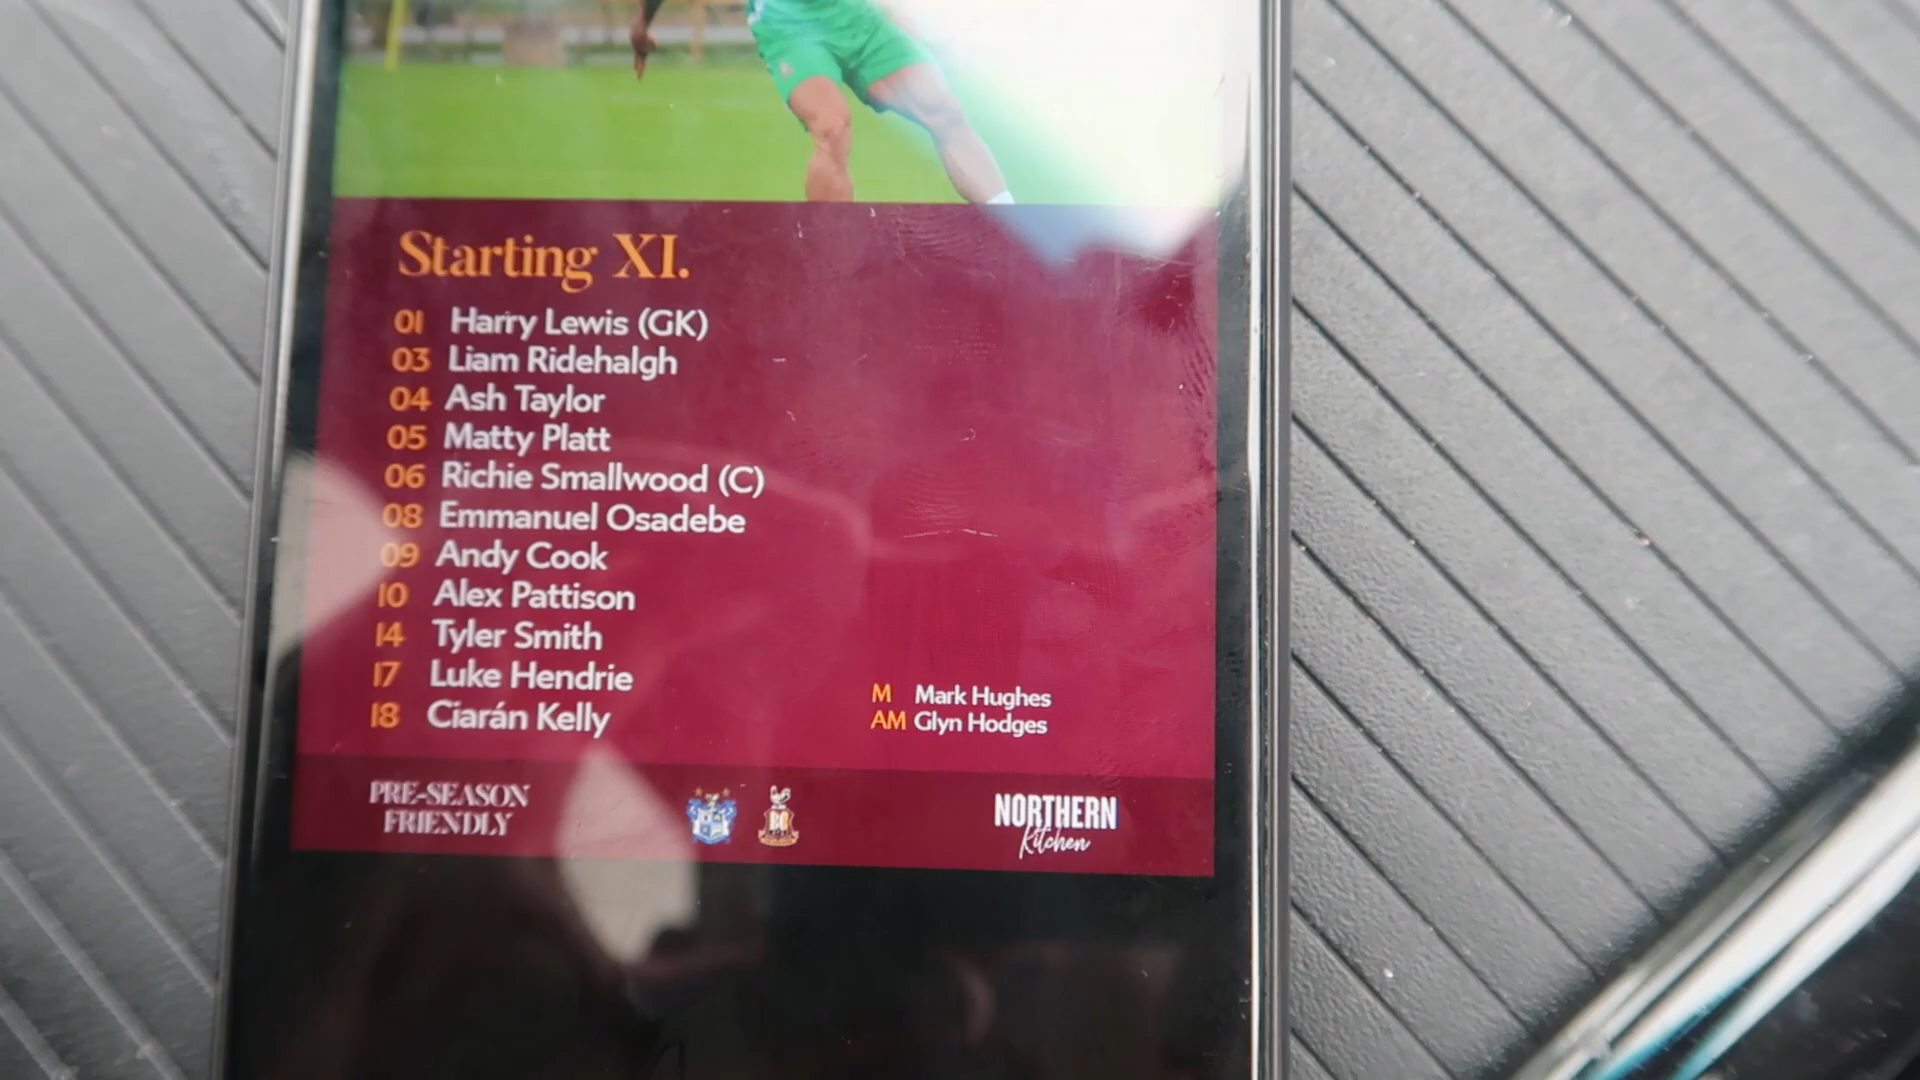 Starting XI.
01 Harry Lewis (GK)
03 Liam Ridehalgh
04 Ash Taylor
05 Matty Platt
06 Richie Smallwood (C)
08 Emmanuel Osadebe
09 Andy Cook
10 Alex Pattison
14 Tyler Smith
17 Luke Hendrie
18 Ciarán Kelly
M Mark Hughes
AM Glyn Hodges
PRE-SEASON
FRIENDLY
NORTHERN
Kitchen